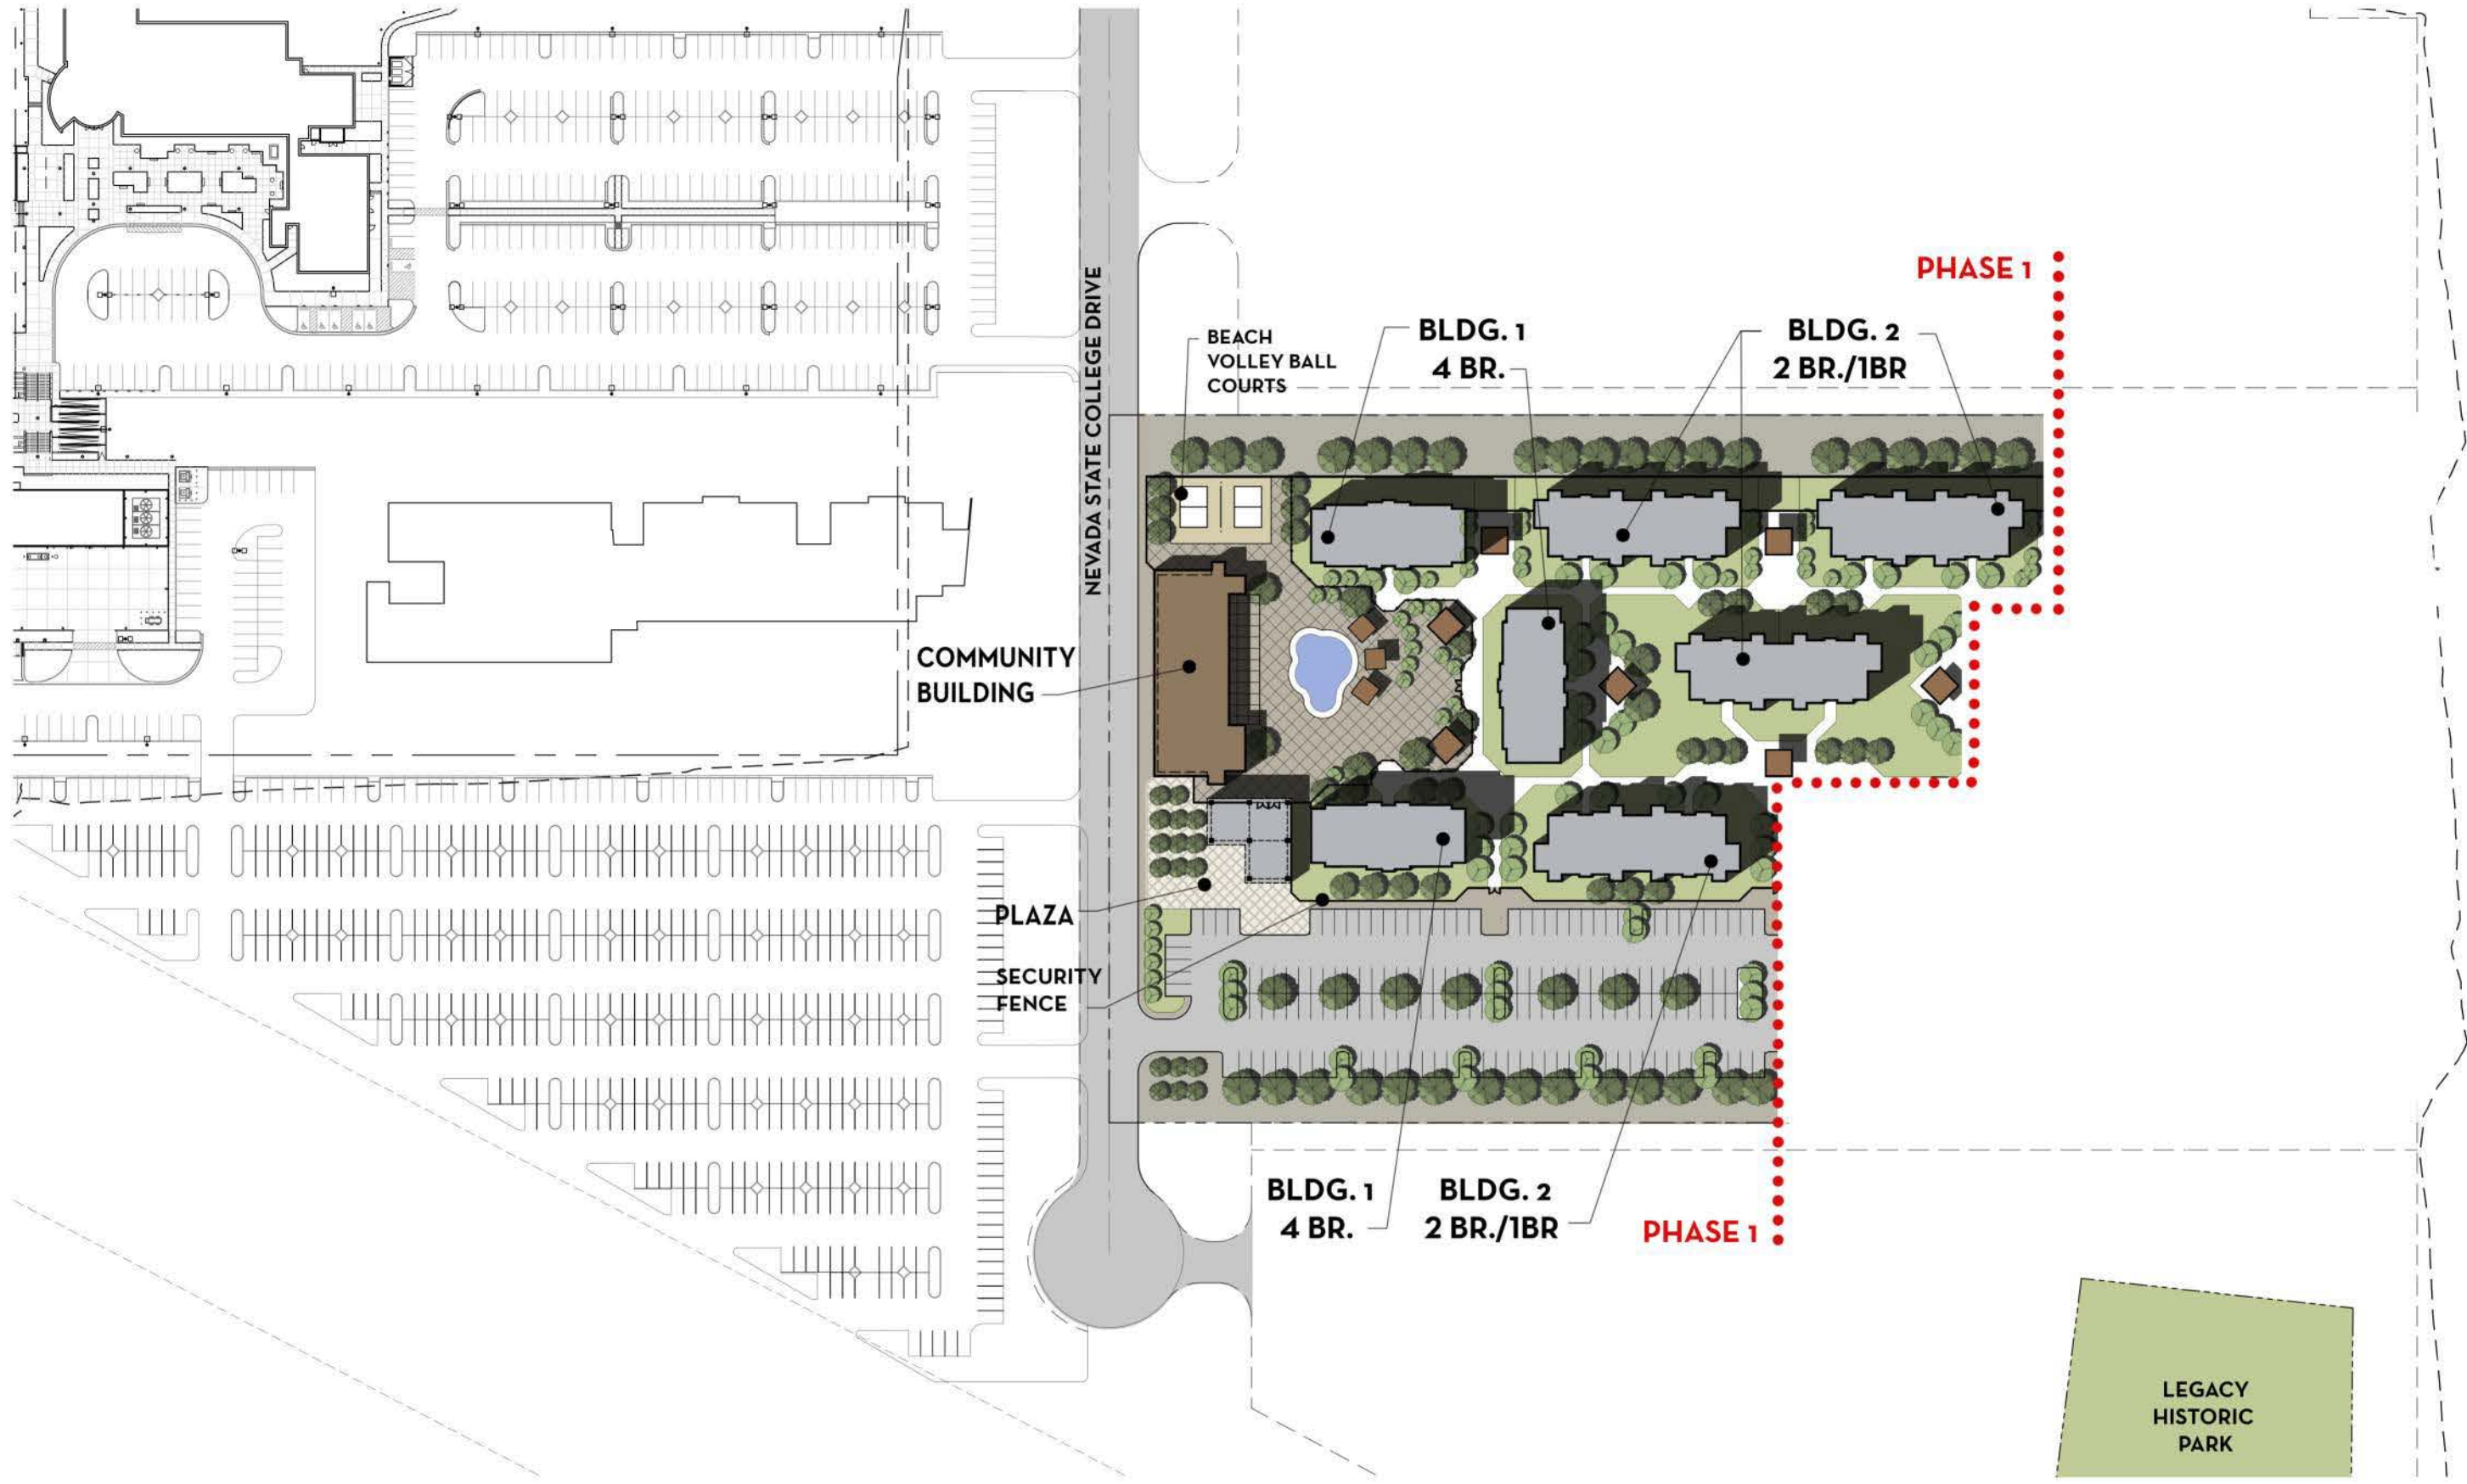 PHASE 1
BEACH
VOLLEY BALL
COURTS
BLDG. 1
4 BR.
BLDG. 2
2 BR./1BR
NEVADA STATE COLLEGE DRIVE
COMMUNITY
BUILDING
PLAZA
SECURITY
FENCE
BLDG. 1
4 BR.
BLDG. 2
2 BR./1BR
PHASE 1
LEGACY
HISTORIC
PARK